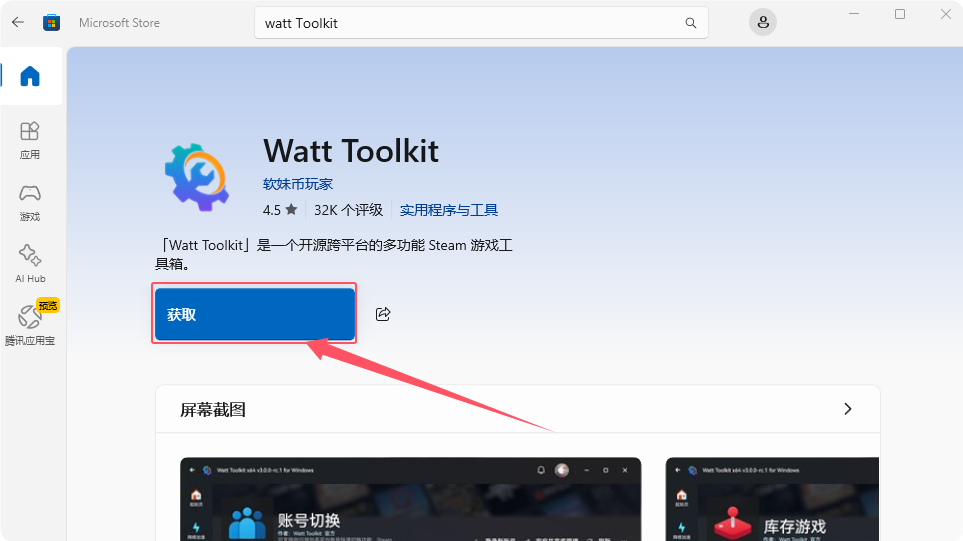 Microsoft Store
watt Toolkit
应用
游戏
AI Hub
预览
腾讯应用宝
Watt Toolkit
软妹币玩家
4.5 ★ 32K 个评级 实用程序与工具
「Watt Toolkit」是一个开源跨平台的多功能 Steam 游戏工
具箱。
获取
屏幕截图
Watt Toolkit x64 v3.0.0-rc.1 for Windows
账号切换
作者: Watt Toolkit 官方
Watt Toolkit x64 v3.0.0-rc.1 for Windows
库存游戏
作者: Watt Toolkit 官方